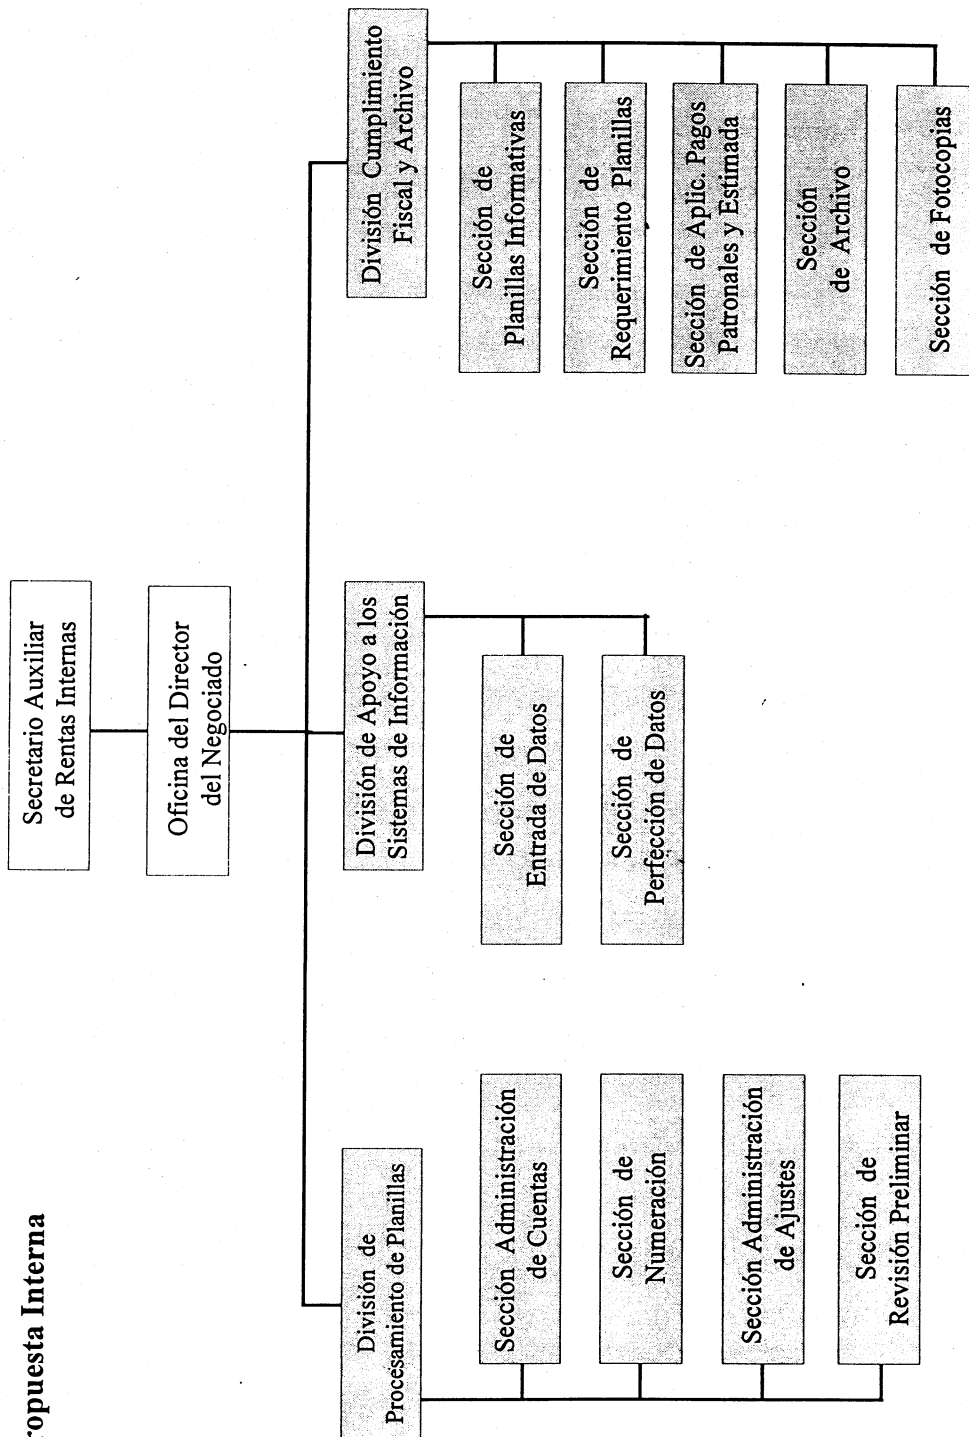 ropuesta Interna
Secretario Auxiliar
de Rentas Internas
Oficina del Director
del Negociado
División de
Procesamiento de Planillas
Sección Administración
de Cuentas
Sección de
Numeración
Sección Administración
de Ajustes
Sección de
Revisión Preliminar
División de Apoyo a los
Sistemas de Información
Sección de
Entrada de Datos
Sección de
Perfección de Datos
División Cumplimiento
Fiscal y Archivo
Sección de
Planillas Informativas
Sección de
Requerimiento Planillas
Sección de Aplic. Pagos
Patronales y Estimada
Sección
de Archivo
Sección de Fotocopias